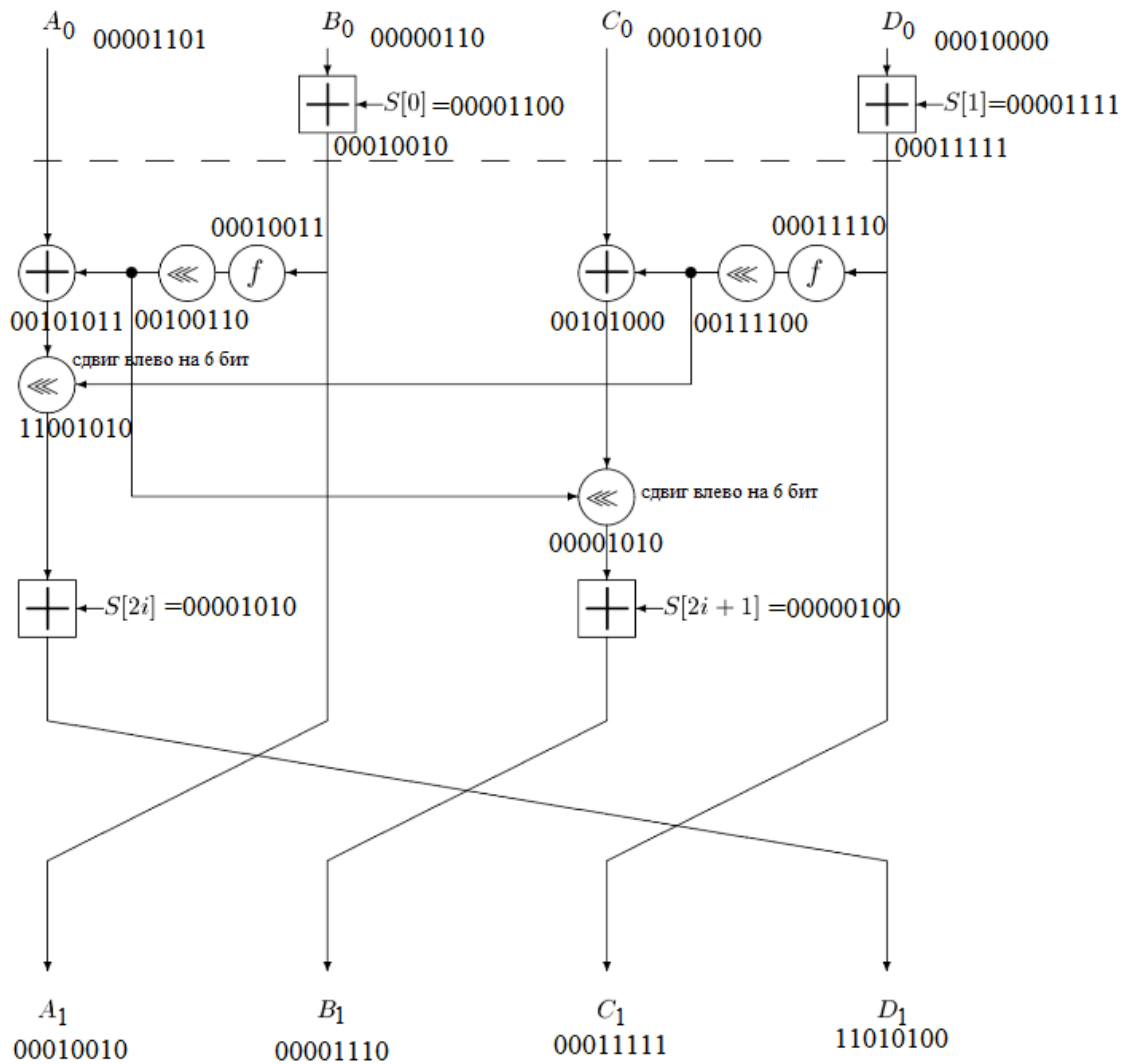 A0 00001101 B0 00000110 C0 00010100 D0 00010000
S[0] =00001100 S[1]=00001111
00010010 00011111
00010011 00011110
f f
00101011 00100110 00101000 00111100
сдвиг влево на 6 бит
11001010
сдвиг влево на 6 бит
00001010
S[2i] =00001010 S[2i + 1] =00000100
A1 B1 C1 D1
00010010 00001110 00011111 11010100